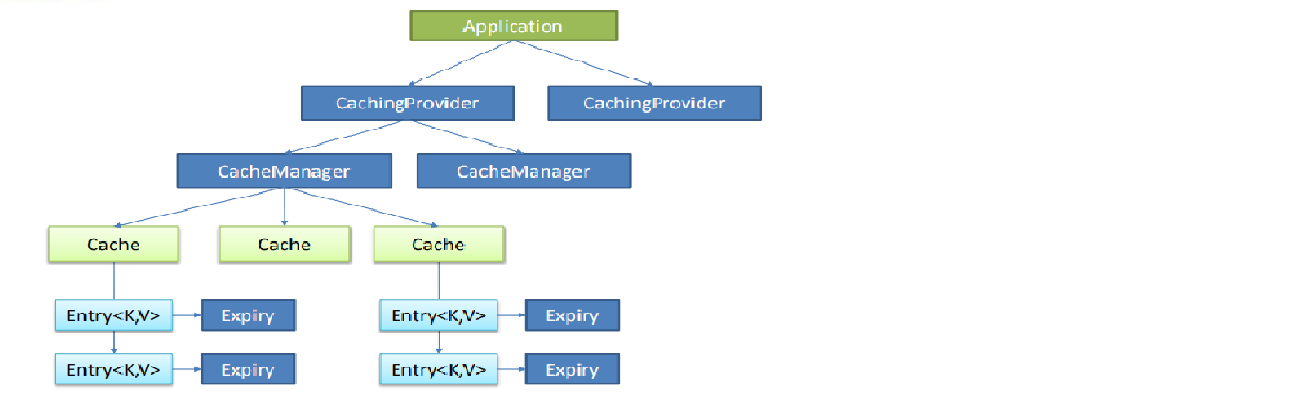 Application
CachingProvider CachingProvider
CacheManager CacheManager
Cache Cache Cache
Entry<K,V> Expiry Entry<K,V> Expiry
Entry<K,V> Expiry Entry<K,V> Expiry